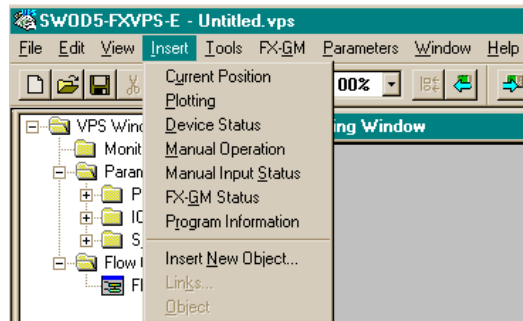 SW0D5-FXVPS-E - Untitled.vps
File Edit View Insert Tools FX-GM Parameters Window Help
Current Position
00%
Plotting
VPS Wind
ing Window
Device Status
Monit
Manual Operation
Param
Manual Input Status
P
FX-GM Status
IO
Program Information
S_
Flow
Insert New Object...
Fl
Links...
Object